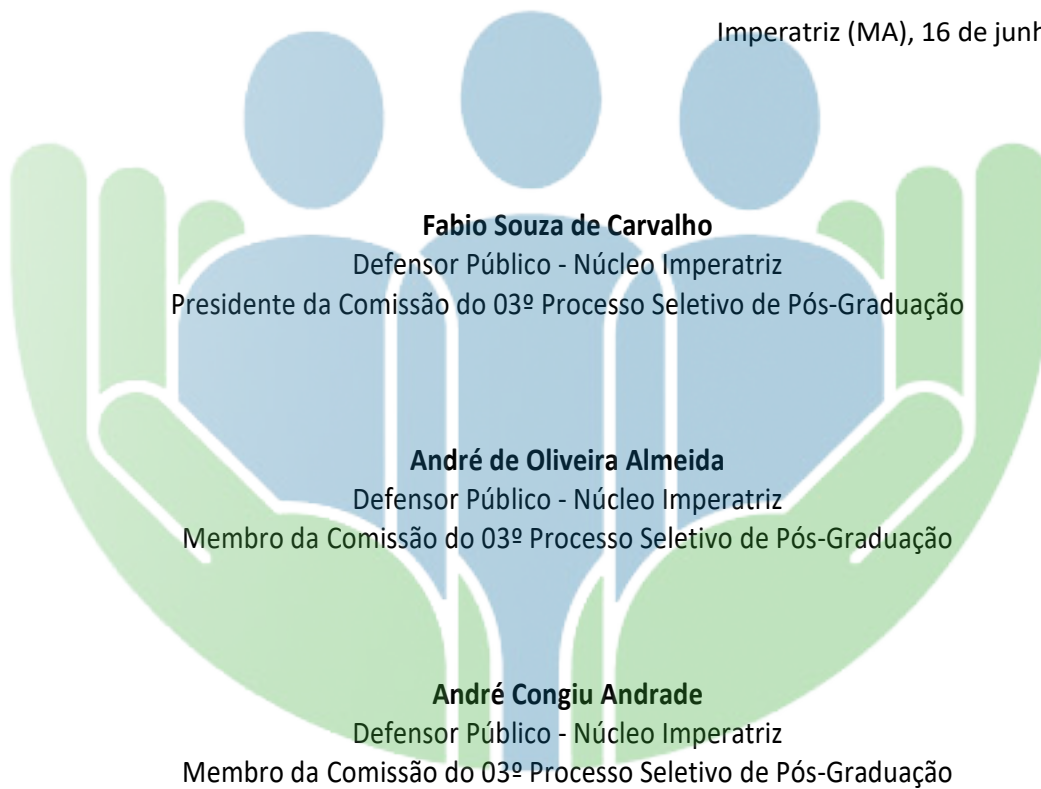 Imperatriz (MA), 16 de
Fabio Souza de Carvalho
Defensor Público - Núcleo Imperatriz
Presidente da Comissão do 03º Processo Seletivo de Pós-Graduação
André de Oliveira Almeida
Defensor Público - Núcleo Imperatriz
Membro da Comissão do 03º Processo Seletivo de Pós-Graduação
André Congiu Andrade
Defensor Público - Núcleo Imperatriz
Membro da Comissão do 03º Processo Seletivo de Pós-Graduação